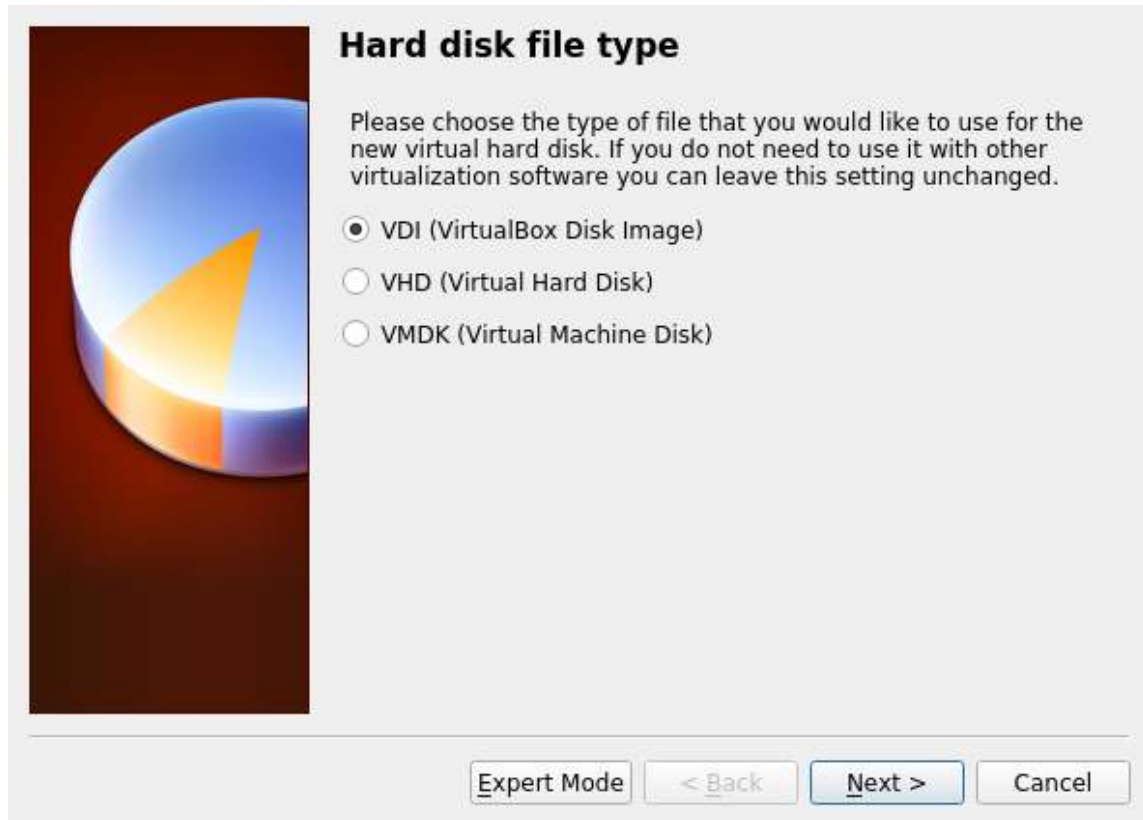 Hard disk file type
Please choose the type of file that you would like to use for the
new virtual hard disk. If you do not need to use it with other
virtualization software you can leave this setting unchanged.
VDI (VirtualBox Disk Image)
VHD (Virtual Hard Disk)
VMDK (Virtual Machine Disk)
Expert Mode < Back Next > Cancel